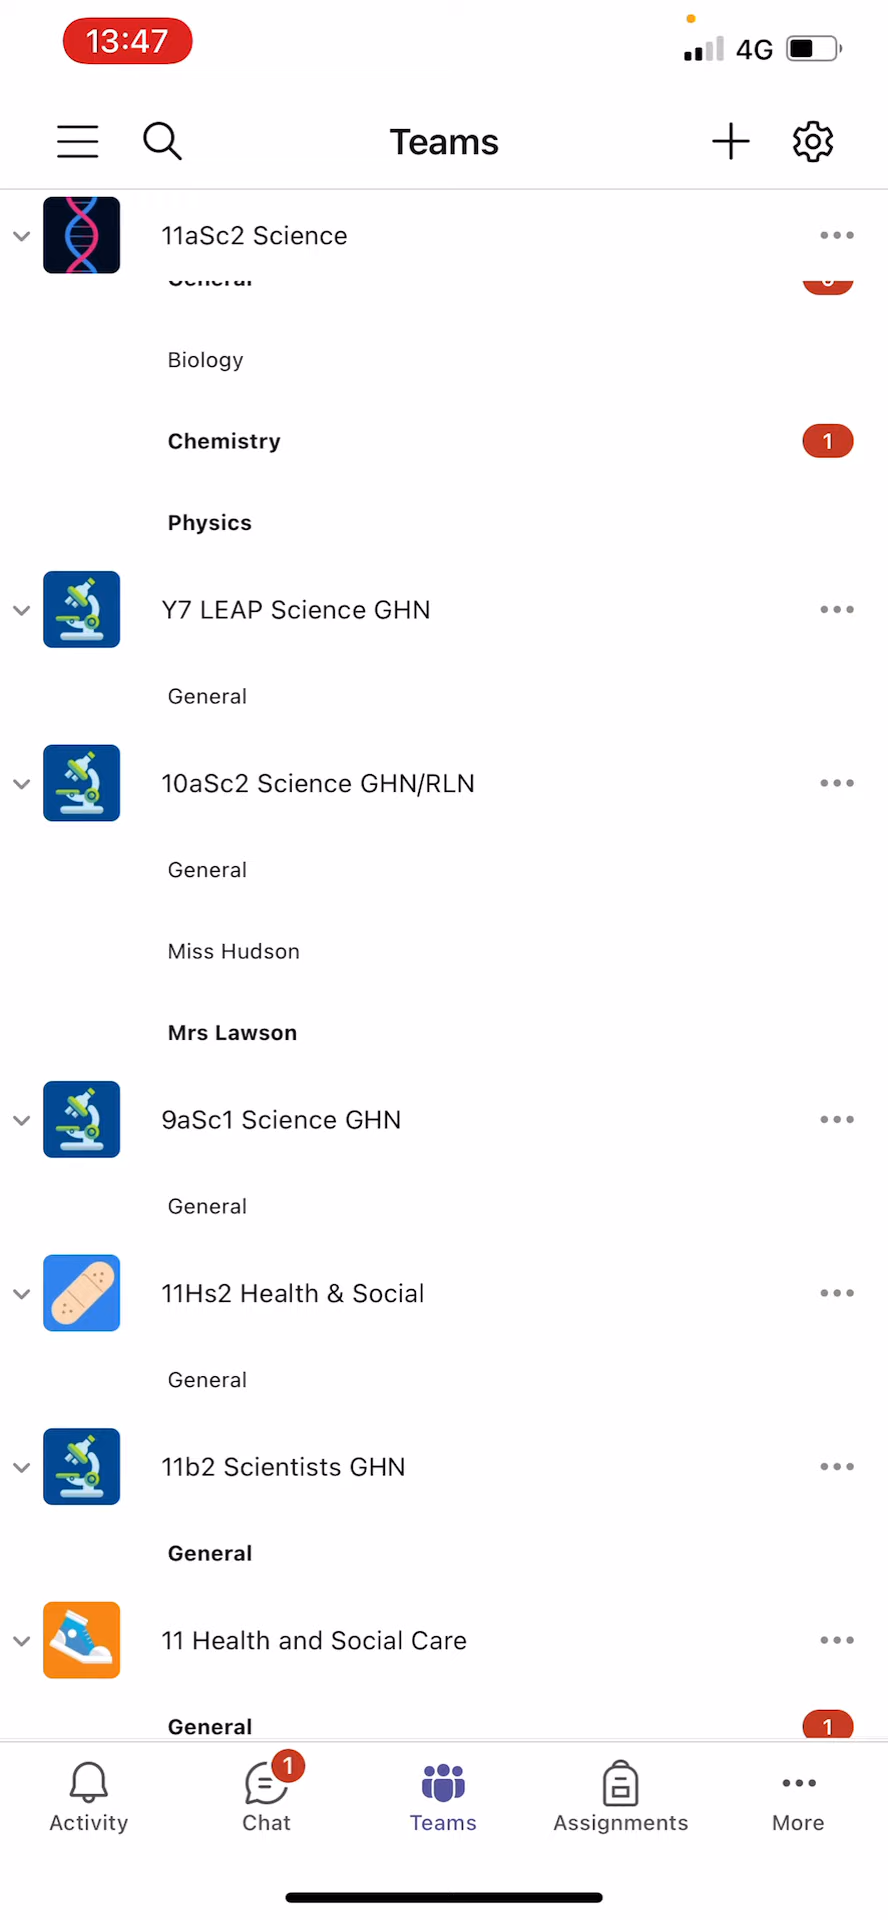 13:47
4G
Teams
11aSc2 Science
General
Biology
Chemistry
1
Physics
Y7 LEAP Science GHN
General
10aSc2 Science GHN/RLN
General
Miss Hudson
Mrs Lawson
9aSc1 Science GHN
General
11Hs2 Health & Social
General
11b2 Scientists GHN
General
11 Health and Social Care
General
1
1
Activity
Chat
Teams
Assignments
More